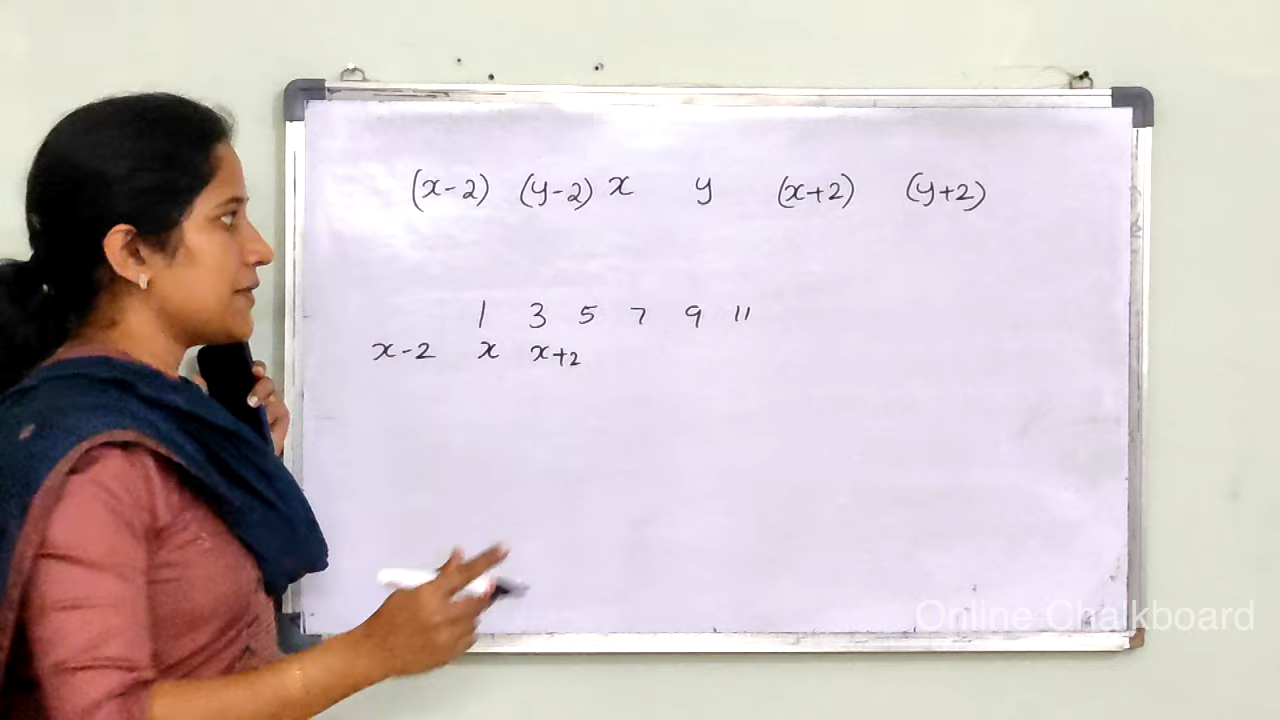 (x-2) (y-2) x y (x+2) (y+2)
1 3 5 7 9 11
x-2 x x+2
Online Chalkboard